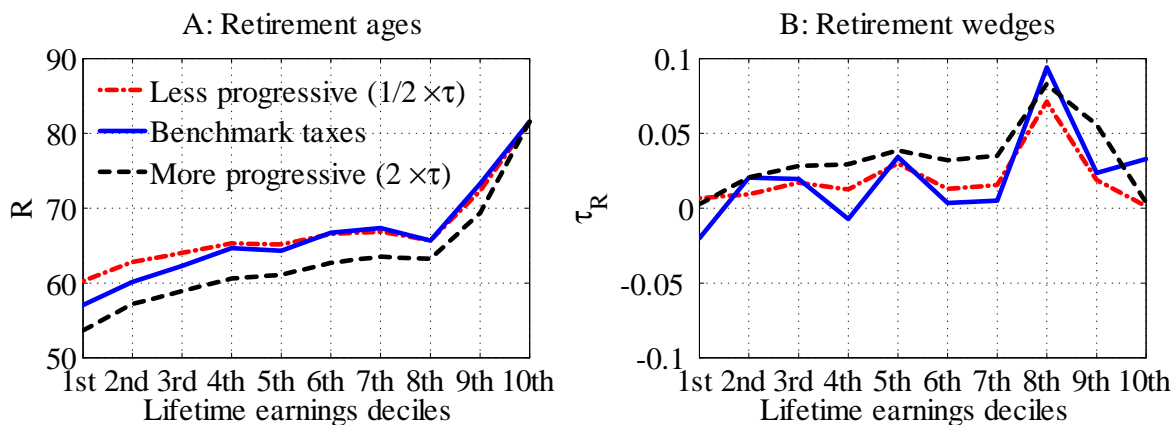 A: Retirement ages
90
80
70
60
50
R
Less progressive (1/2 ×τ)
Benchmark taxes
More progressive (2 ×τ)
1st 2nd 3rd 4th 5th 6th 7th 8th 9th 10th
Lifetime earnings deciles
B: Retirement wedges
0.1
0.05
0
-0.05
-0.1
τR
1st 2nd 3rd 4th 5th 6th 7th 8th 9th 10th
Lifetime earnings deciles